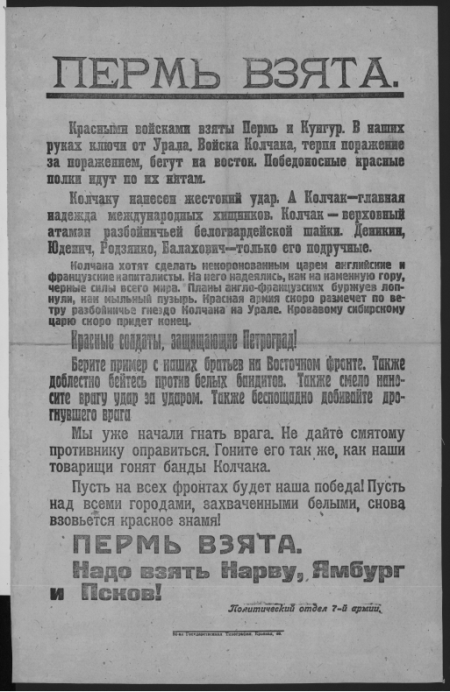 ПЕРМЬ ВЗЯТА.
Красными войсками взяты Пермь и Кунгур. В наших
руках ключи от Урала. Войска Колчака, терпя поражение
за поражением, бегут на восток. Победоносные красные
полки идут по их пятам.
Колчаку нанесен жестокий удар. А Колчак—главная
надежда международных хищников. Колчак — верховный
атаман разбойничьей белогвардейской шайки. Деникин,
Юденич, Родзянко, Балахович—только его подручные.
Колчака хотят сделать некоронованным царем английские и
французские капиталисты. На него надеялись, как на каменную гору,
черные силы всего мира. Планы англо-французских буржуев лоп-
нули, как мыльный пузырь. Красная армия скоро размечет по ве-
тру разбойничье гнездо Колчака на Урале. Кровавому сибирскому
царю скоро придет конец.
Красные солдаты, защищающие Петроград!
Берите пример с наших братьев на Восточном фронте. Также
доблестно бейтесь против белых бандитов. Также смело нано-
сите врагу удар за ударом. Также беспощадно добивайте дро-
гнувшего врага
Мы уже начали гнать врага. Не дайте смятому
противнику оправиться. Гоните его так же, как наши
товарищи гонят банды Колчака.
Пусть на всех фронтах будет наша победа! Пусть
над всеми городами, захваченными белыми, снова
взовьется красное знамя!
ПЕРМЬ ВЗЯТА.
Надо взять Нарву, Ямбург
и Псков!
Политический отдел 7-й армии.
Государственная Типография,